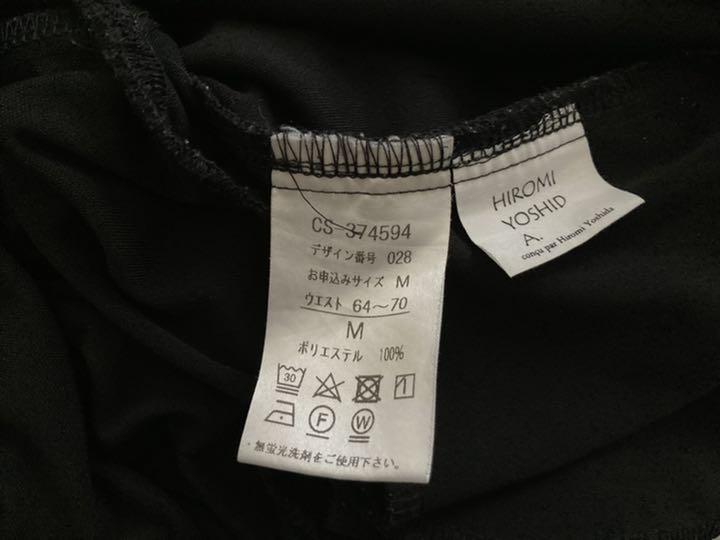 CS-374594
デザイン番号 028
お申込みサイズ M
ウエスト 64～70
M
ポリエステル 100%
30
F W
・無蛍光洗剤をご使用下さい。
HIROMI
YOSHID
A.
conçu par Hiromi Yoshida